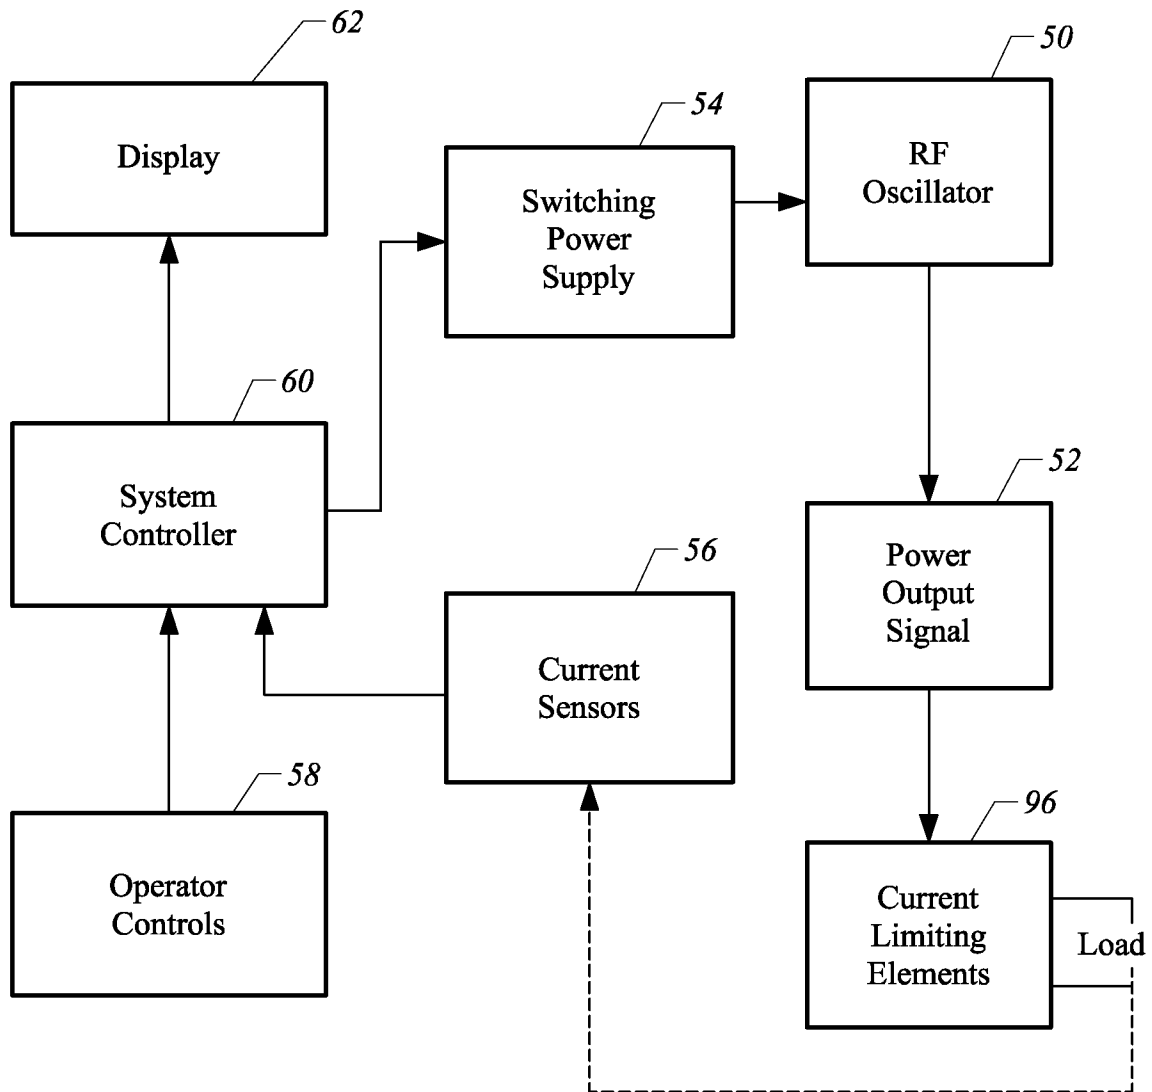 62
Display
54
Switching
Power
Supply
50
RF
Oscillator
60
System
Controller
56
Current
Sensors
52
Power
Output
Signal
58
Operator
Controls
96
Current
Limiting
Elements
Load